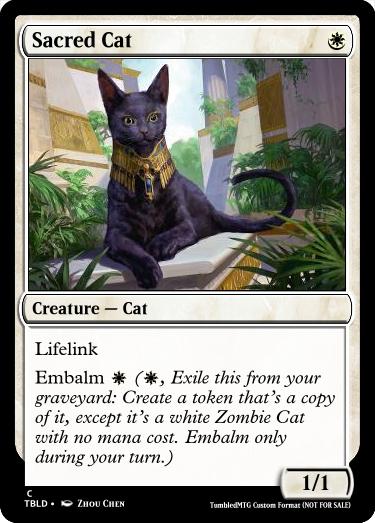 Sacred Cat
Creature — Cat
Lifelink
Embalm (, Exile this from your
graveyard: Create a token that's a copy
of it, except it's a white Zombie Cat
with no mana cost. Embalm only
during your turn.)
1/1
C
TBLD • Zhou Chen
TumbledMTG Custom Format (NOT FOR SALE)